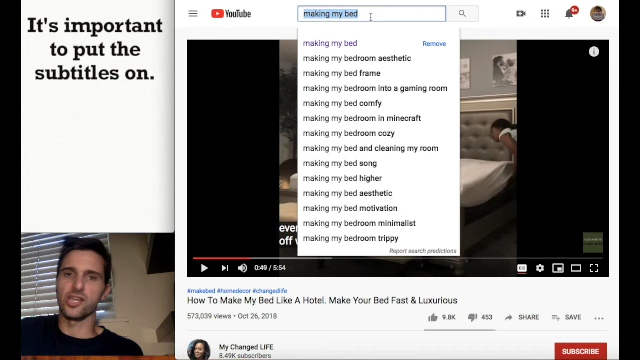 It's important
to put the
subtitles on.
YouTube
making my bed
9+
making my bed Remove
making my bedroom aesthetic
making my bed frame
making my bedroom into a gaming room
making my bed comfy
making my bedroom in minecraft
making my bedroom cozy
making my bed and cleaning my room
making my bed song
making my bed higher
making my bed aesthetic
making my bed motivation
making my bedroom minimalist
making my bedroom trippy
Report search predictions
0:49 / 5:54
#makebed #homedecor #changedlife
How To Make My Bed Like A Hotel. Make Your Bed Fast & Luxurious
573,039 views • Oct 26, 2018
9.8K 453 SHARE SAVE
My Changed LIFE
8.49K subscribers
SUBSCRIBE